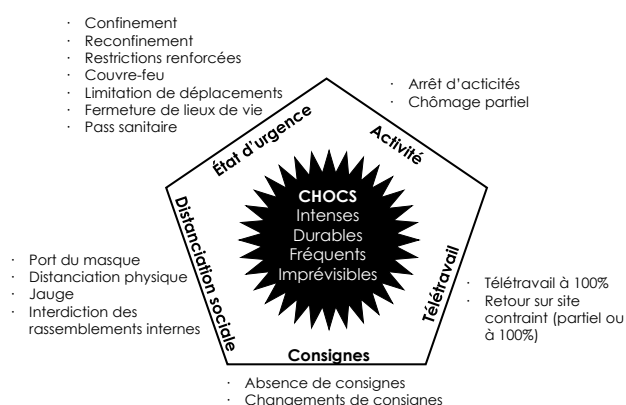 · Confinement
· Reconfinement
· Restrictions renforcées
· Couvre-feu
· Limitation de déplacements
· Fermeture de lieux de vie
· Pass sanitaire
· Arrêt d'acticités
· Chômage partiel
État d'urgence
Activité
CHOCS
Intenses
Durables
Fréquents
Imprévisibles
Distanciation sociale
Télétravail
· Port du masque
· Distanciation physique
· Jauge
· Interdiction des
rassemblements internes
· Télétravail à 100%
· Retour sur site
contraint (partiel ou
à 100%)
Consignes
· Absence de consignes
· Changements de consignes